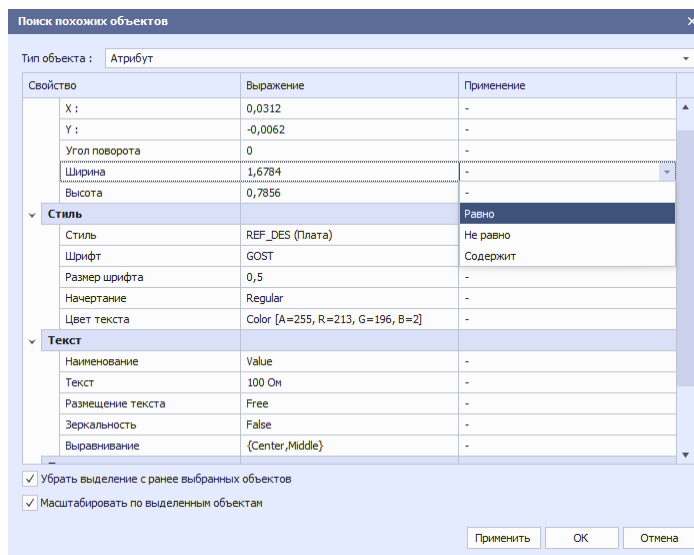 Поиск похожих объектов
Тип объекта : Атрибут
Свойство Выражение Применение
X : 0,0312 -
Y : -0,0062 -
Угол поворота 0 -
Ширина 1,6784 -
Высота 0,7856 -
Стиль Равно
Стиль REF_DES (Плата) Не равно
Шрифт GOST Содержит
Размер шрифта 0,5 -
Начертание Regular -
Цвет текста Color [A=255, R=213, G=196, B=2] -
Текст
Наименование Value -
Текст 100 Ом -
Размещение текста Free -
Зеркальность False -
Выравнивание {Center,Middle} -
Убрать выделение с ранее выбранных объектов
Масштабировать по выделенным объектам
Применить OK Отмена